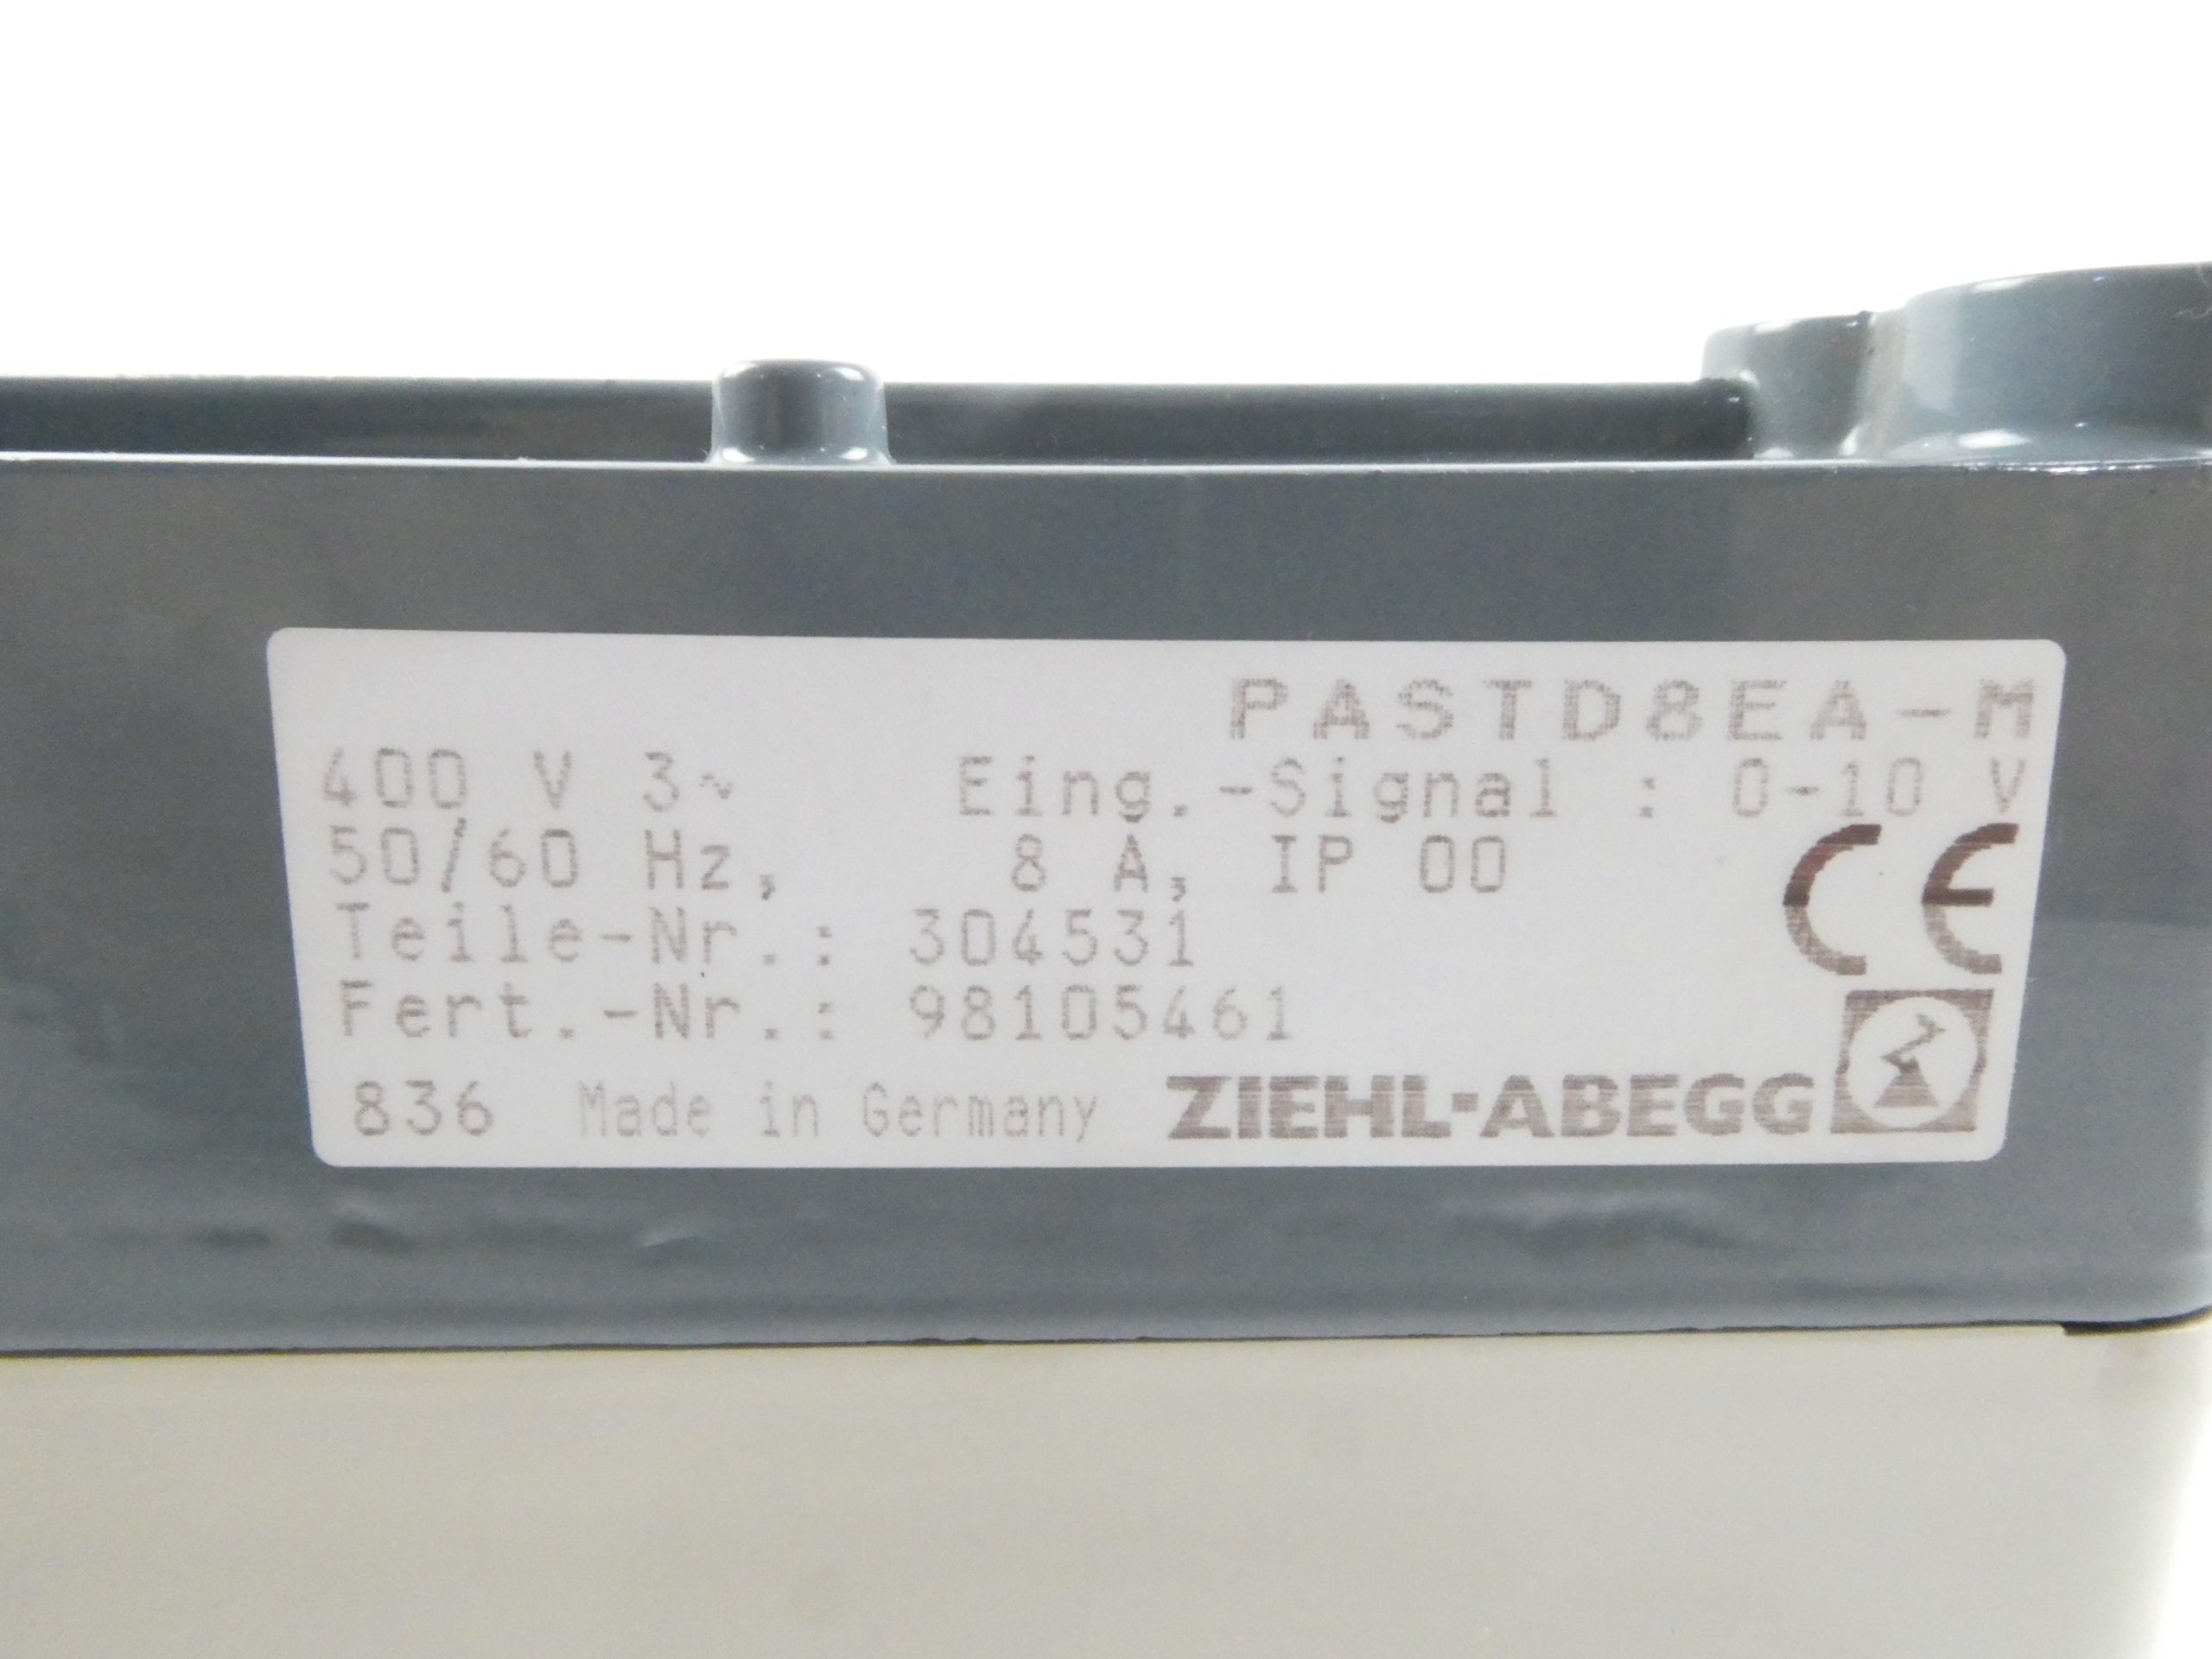 PASTD8EA-M
400 V 3~ Eing.-Signal : 0-10 V
50/60 Hz, 8 A, IP 00
CE
Teile-Nr.: 304531
Fert.-Nr.: 98105461
836 Made in Germany ZIEHL-ABEGG